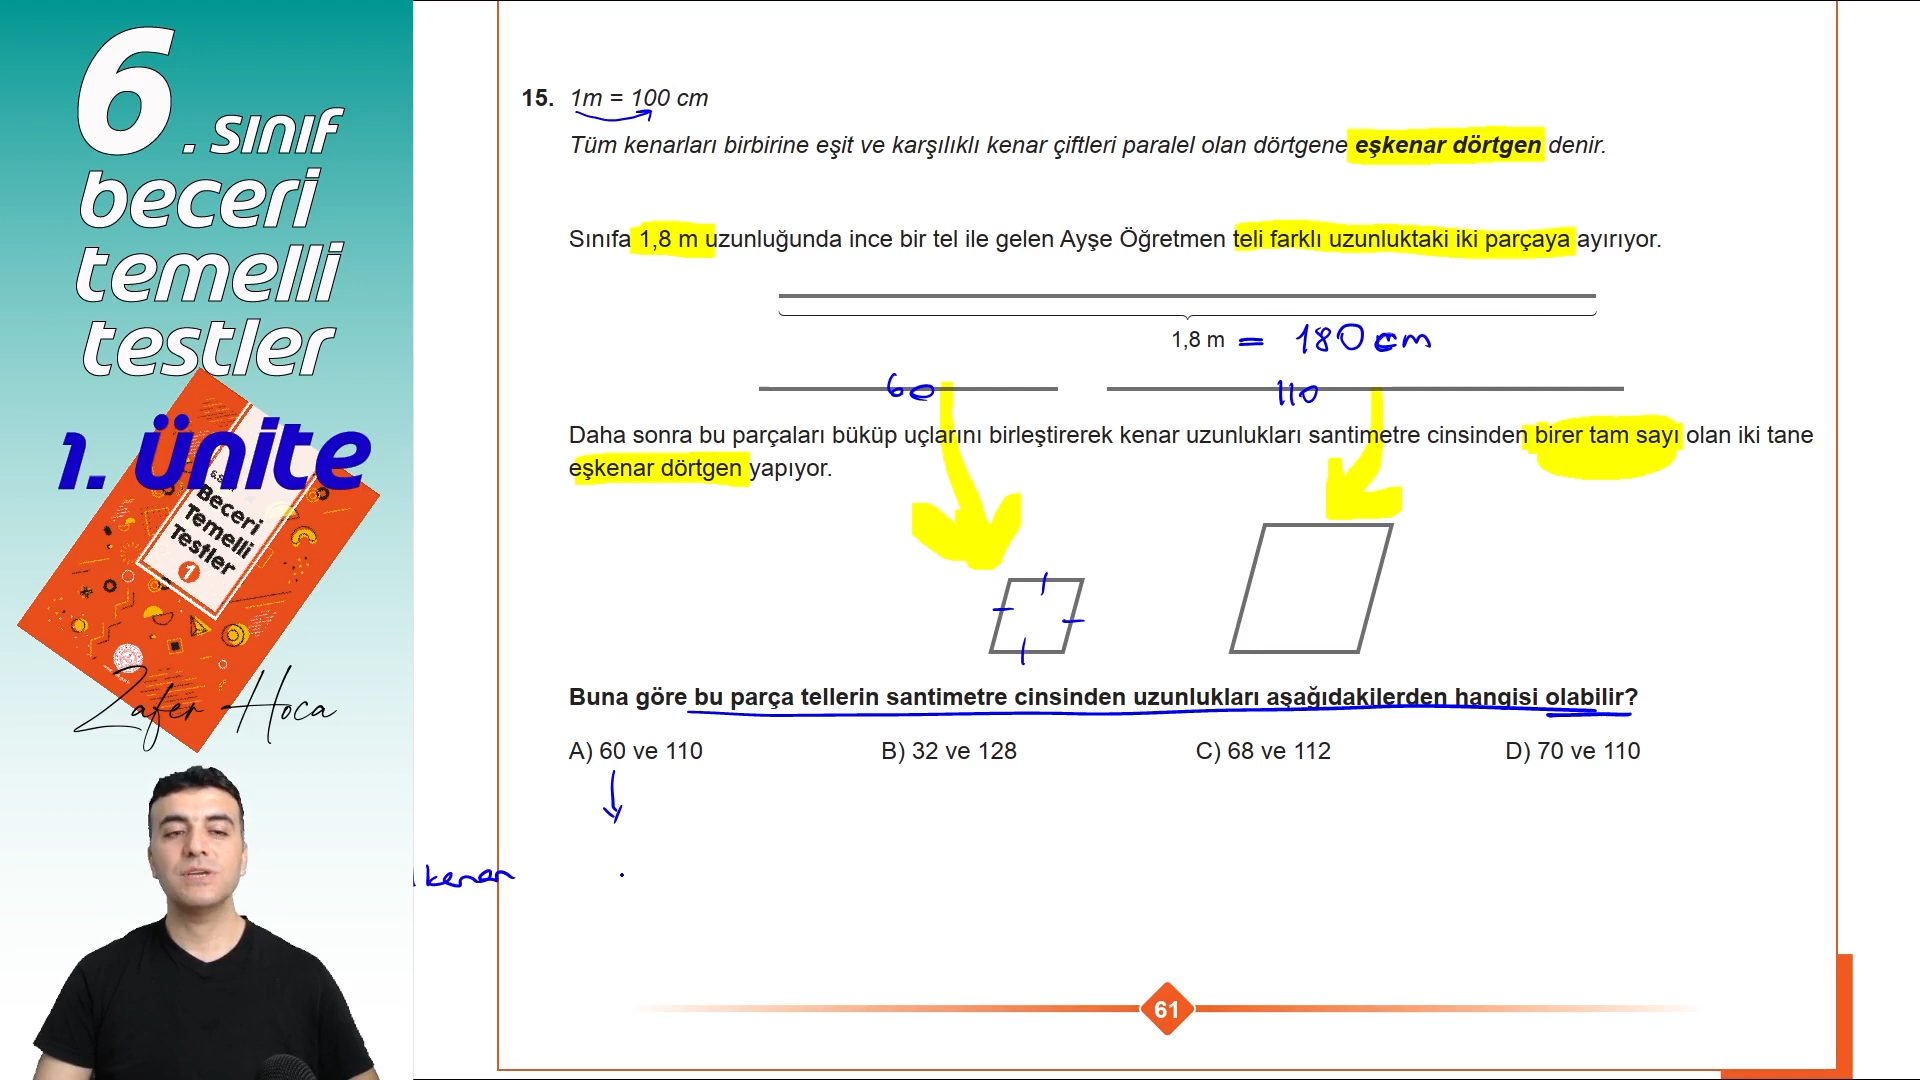 6. sınıf
beceri
temelli
testler
1. Ünite
Beceri
Temelli
Testler
1
Zafer Hoca
15. 1m = 100 cm
Tüm kenarları birbirine eşit ve karşılıklı kenar çiftleri paralel olan dörtgene eşkenar dörtgen denir.
Sınıfa 1,8 m uzunluğunda ince bir tel ile gelen Ayşe Öğretmen teli farklı uzunluktaki iki parçaya ayırıyor.
1,8 m = 180 cm
60 110
Daha sonra bu parçaları büküp uçlarını birleştirerek kenar uzunlukları santimetre cinsinden birer tam sayı olan iki tane
eşkenar dörtgen yapıyor.
Buna göre bu parça tellerin santimetre cinsinden uzunlukları aşağıdakilerden hangisi olabilir?
A) 60 ve 110 B) 32 ve 128 C) 68 ve 112 D) 70 ve 110
kenarı
61